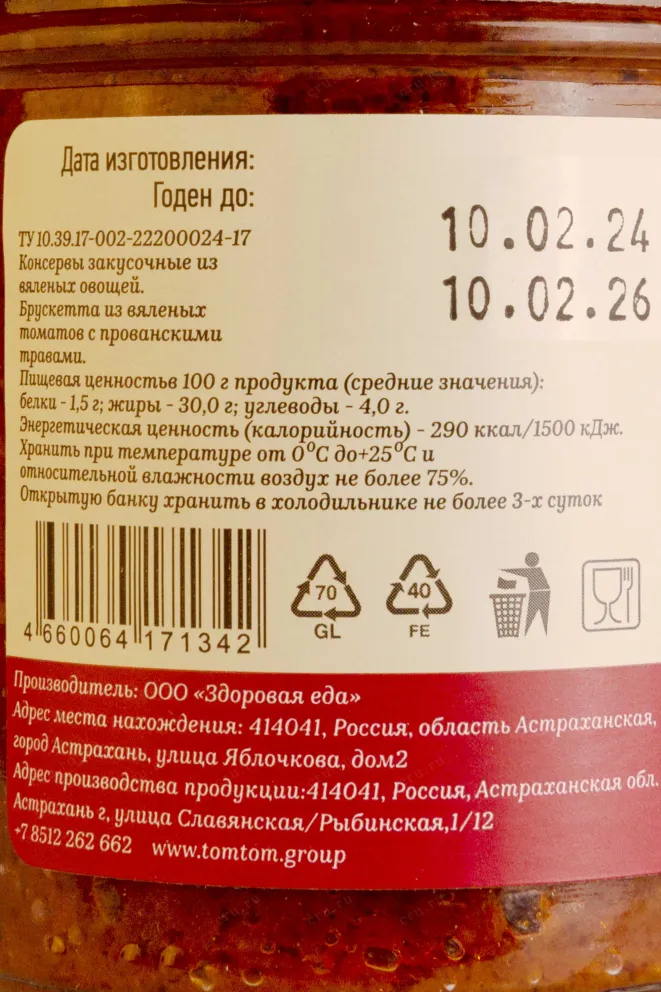 Дата изготовления:
Годен до:
10.02.24
10.02.26
ТУ 10.39.17-002-22200024-17
Консервы закусочные из
вяленых овощей.
Брускетта из вяленых
томатов с прованскими
травами.
Пищевая ценностьв 100 г продукта (средние значения):
белки - 1,5 г; жиры - 30,0 г; углеводы - 4,0 г.
Энергетическая ценность (калорийность) - 290 ккал/1500 кДж.
Хранить при температуре от 0°С до+25°С и
относительной влажности воздух не более 75%.
Открытую банку хранить в холодильнике не более 3-х суток
4 660064 171342
70
GL
40
FE
Производитель: ООО «Здоровая еда»
Адрес места нахождения: 414041, Россия, область Астраханская,
город Астрахань, улица Яблочкова, дом2
Адрес производства продукции:414041, Россия, Астраханская обл.
Астрахань г, улица Славянская/Рыбинская,1/12
+7 8512 262 662 www.tomtom.group